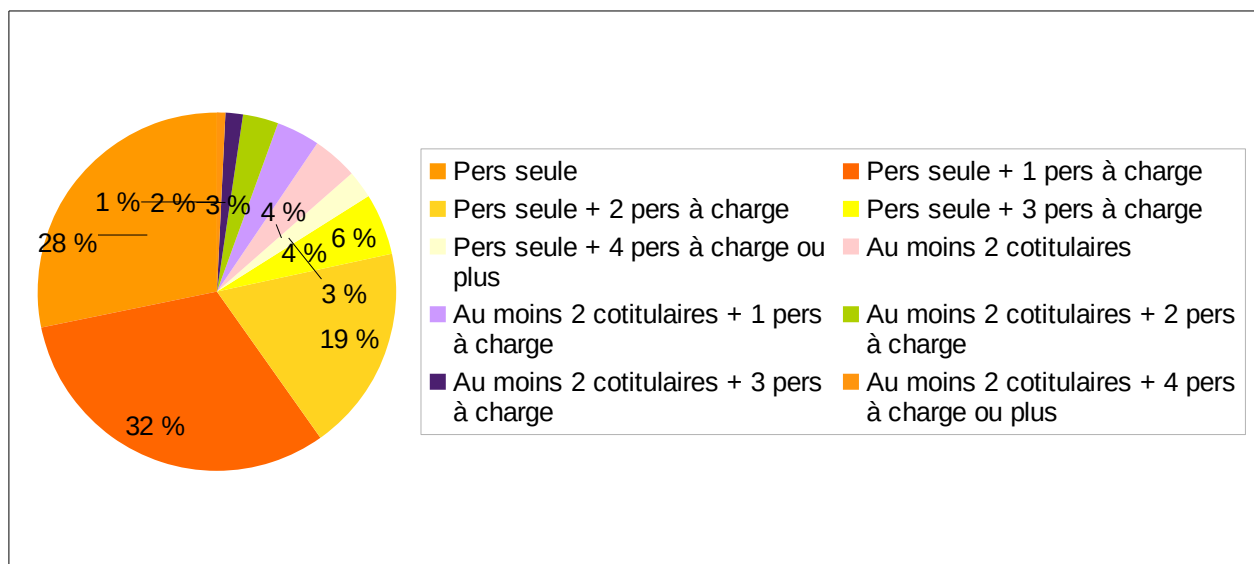 1 %
2 %
3 %
4 %
28 %
4 %
6 %
3 %
19 %
32 %
Pers seule
Pers seule + 1 pers à charge
Pers seule + 2 pers à charge
Pers seule + 3 pers à charge
Pers seule + 4 pers à charge ou
plus
Au moins 2 cotitulaires
Au moins 2 cotitulaires + 1 pers
à charge
Au moins 2 cotitulaires + 2 pers
à charge
Au moins 2 cotitulaires + 3 pers
à charge
Au moins 2 cotitulaires + 4 pers
à charge ou plus